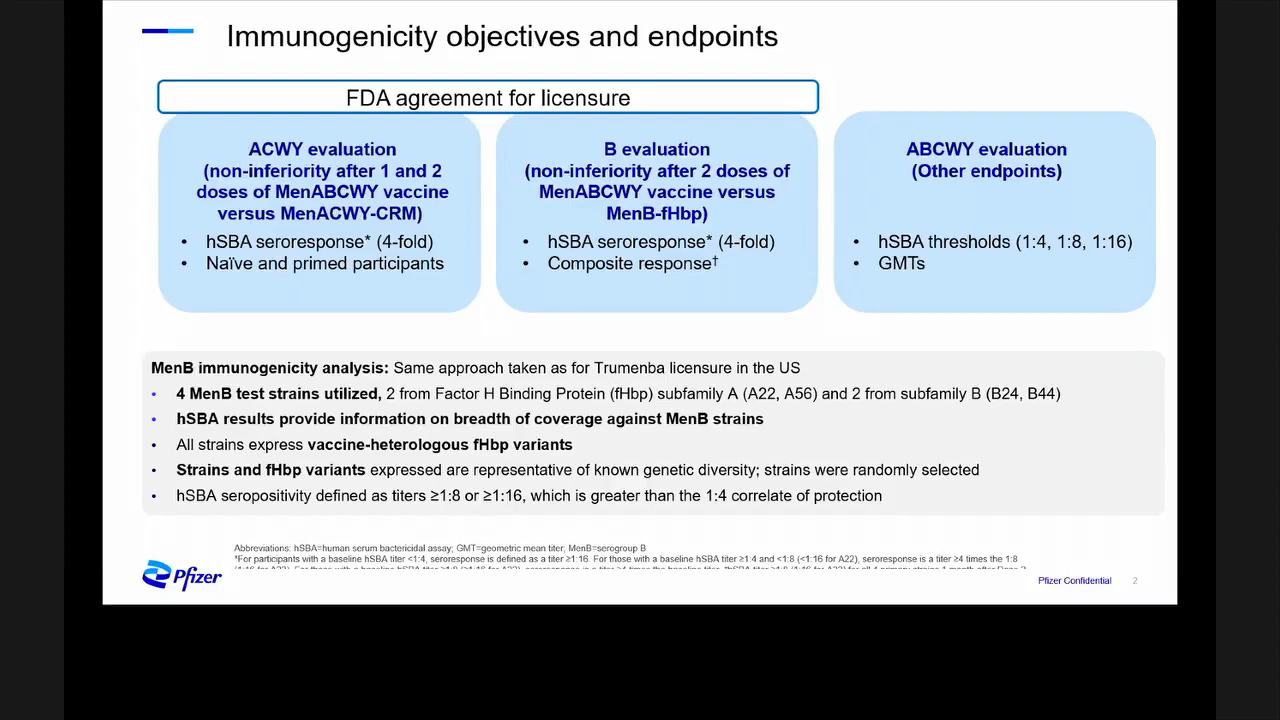 Immunogenicity objectives and endpoints
FDA agreement for licensure
ACWY evaluation
(non-inferiority after 1 and 2
doses of MenABCWY vaccine
versus MenACWY-CRM)
• hSBA seroresponse* (4-fold)
• Naïve and primed participants
B evaluation
(non-inferiority after 2 doses of
MenABCWY vaccine versus
MenB-fHbp)
• hSBA seroresponse* (4-fold)
• Composite response†
ABCWY evaluation
(Other endpoints)
• hSBA thresholds (1:4, 1:8, 1:16)
• GMTs
MenB immunogenicity analysis: Same approach taken as for Trumenba licensure in the US
• 4 MenB test strains utilized, 2 from Factor H Binding Protein (fHbp) subfamily A (A22, A56) and 2 from subfamily B (B24, B44)
• hSBA results provide information on breadth of coverage against MenB strains
• All strains express vaccine-heterologous fHbp variants
• Strains and fHbp variants expressed are representative of known genetic diversity; strains were randomly selected
• hSBA seropositivity defined as titers ≥1:8 or ≥1:16, which is greater than the 1:4 correlate of protection
Abbreviations: hSBA=human serum bactericidal assay; GMT=geometric mean titer; MenB=serogroup B
*For participants with a baseline hSBA titer <1:4, seroresponse is defined as a titer ≥1:16. For those with a baseline hSBA titer ≥1:4 and <1:8 (<1:16 for A22), seroresponse is a titer ≥4 times the 1:8
Pfizer
Pfizer Confidential
2